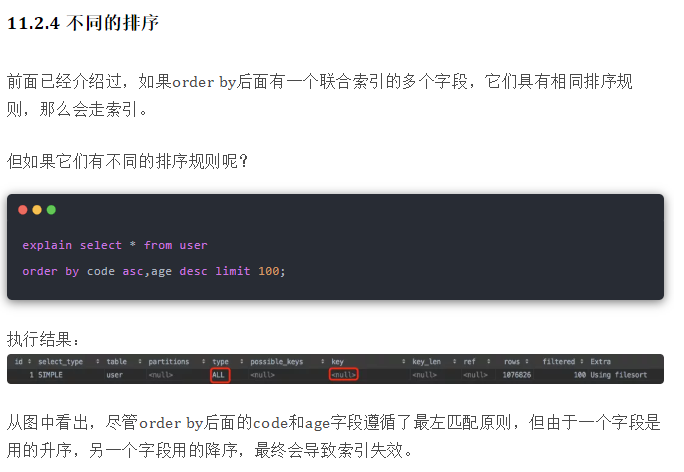 11.2.4 不同的排序
前面已经介绍过，如果order by后面有一个联合索引的多个字段，它们具有相同排序规
则，那么会走索引。
但如果它们有不同的排序规则呢？
explain select * from user
order by code asc,age desc limit 100;
执行结果：
id select_type table partitions type possible_keys key key_len ref rows filtered Extra
1 SIMPLE user <null> ALL <null> <null> <null> <null> 1076826 100 Using filesort
从图中看出，尽管order by后面的code和age字段遵循了最左匹配原则，但由于一个字段是
用的升序，另一个字段用的降序，最终会导致索引失效。